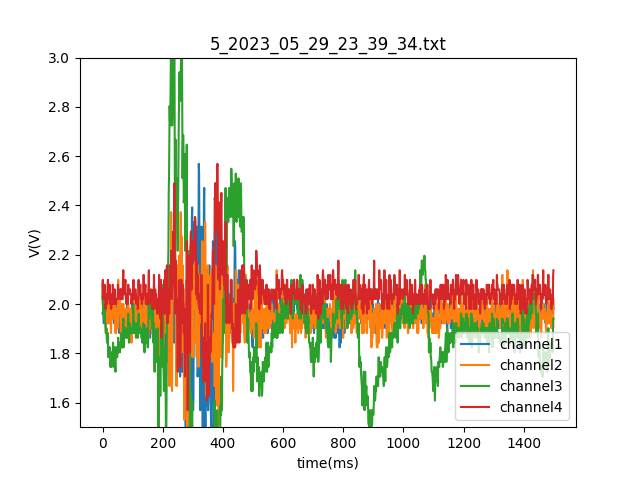 5_2023_05_29_23_39_34.txt
3.0
2.8
2.6
2.4
2.2
2.0
1.8
1.6
V(V)
0 200 400 600 800 1000 1200 1400
time(ms)
channel1
channel2
channel3
channel4